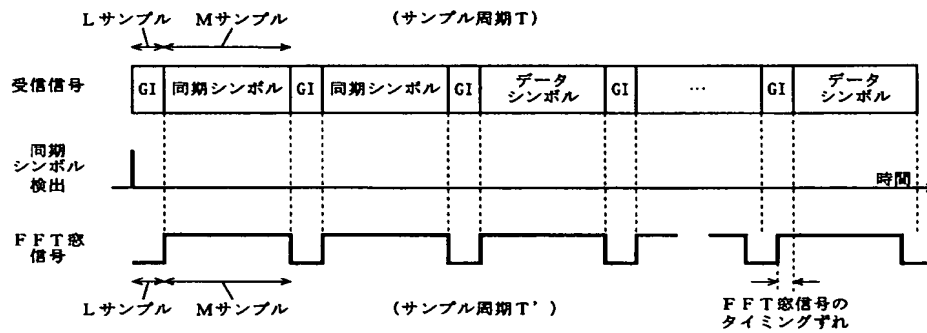 Lサンプル Mサンプル (サンプル周期T)
受信信号
GI 同期シンボル GI 同期シンボル GI データ シンボル GI … GI データ シンボル
同期
シンボル
検出
時間
FFT窓
信号
Lサンプル Mサンプル (サンプル周期T')
FFT窓信号の
タイミングずれ